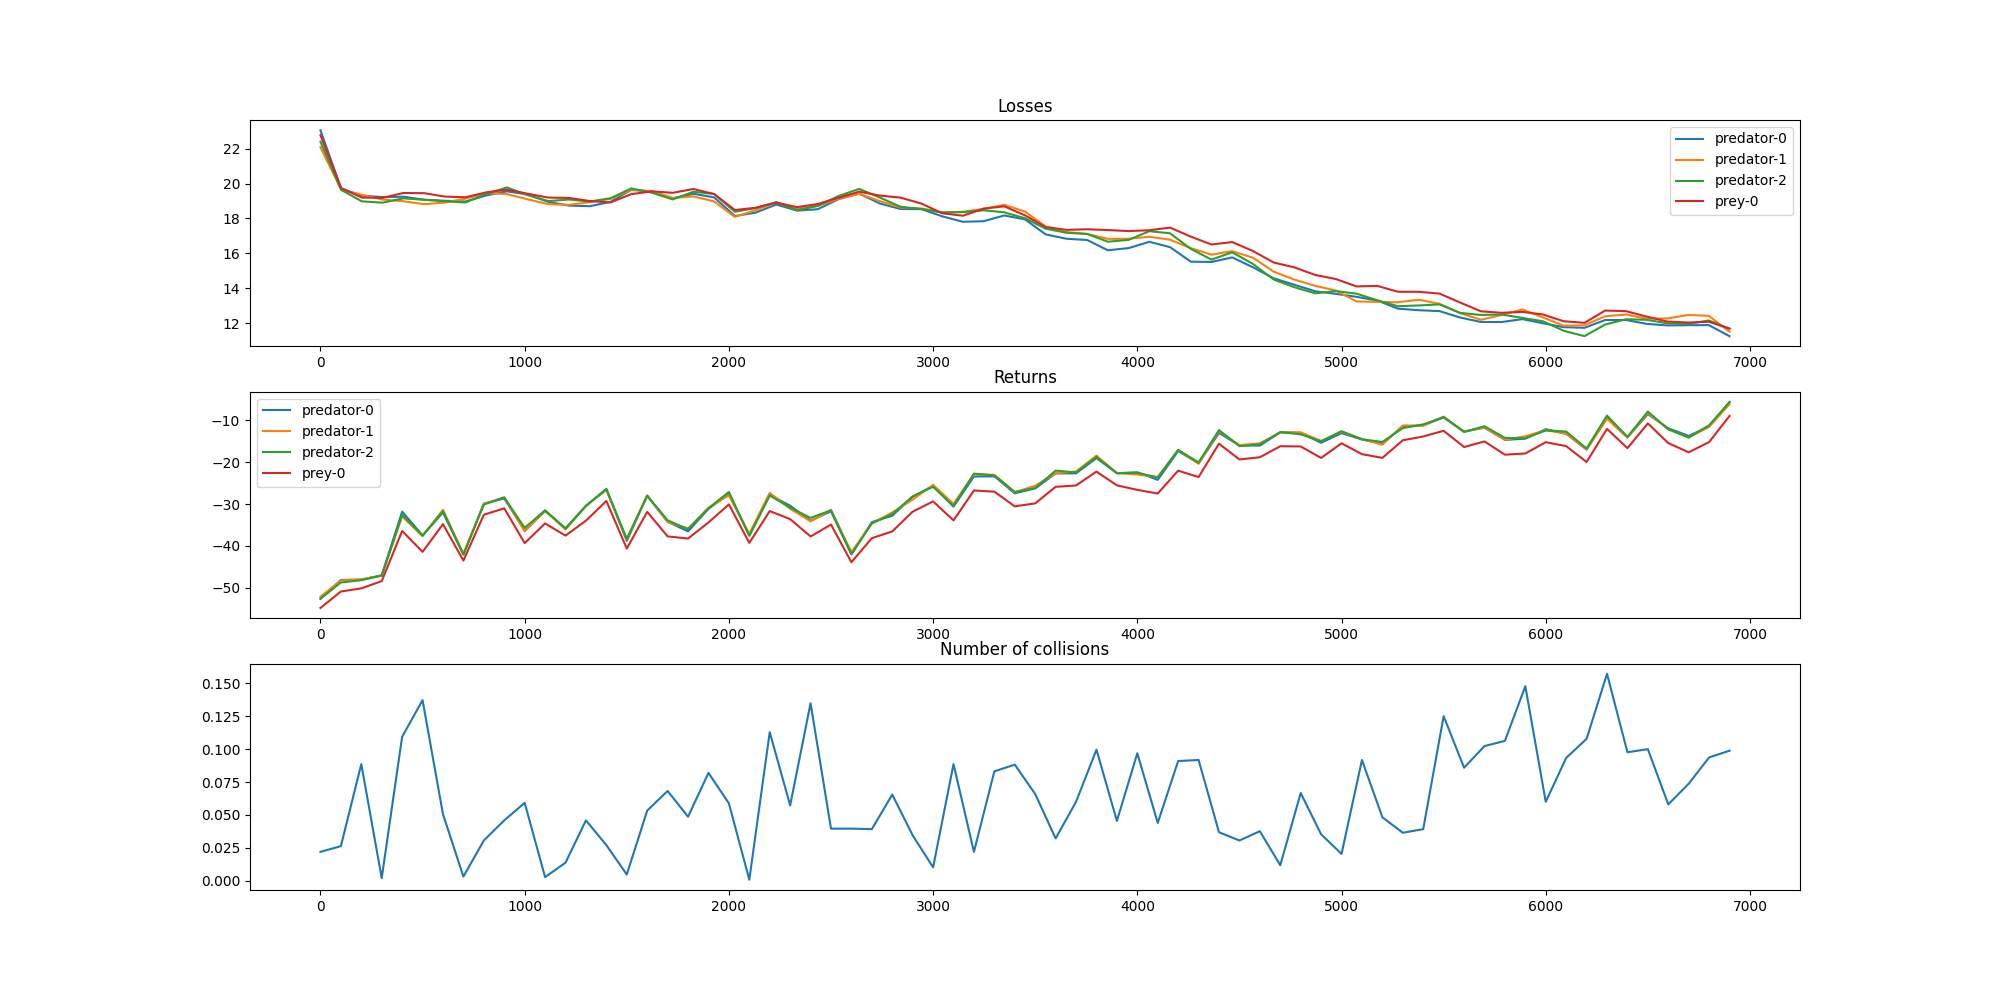 Losses
22
20
18
16
14
12
predator-0
predator-1
predator-2
prey-0
0 1000 2000 3000 4000 5000 6000 7000
Returns
−10
−20
−30
−40
−50
predator-0
predator-1
predator-2
prey-0
0 1000 2000 3000 4000 5000 6000 7000
Number of collisions
0.150
0.125
0.100
0.075
0.050
0.025
0.000
0 1000 2000 3000 4000 5000 6000 7000